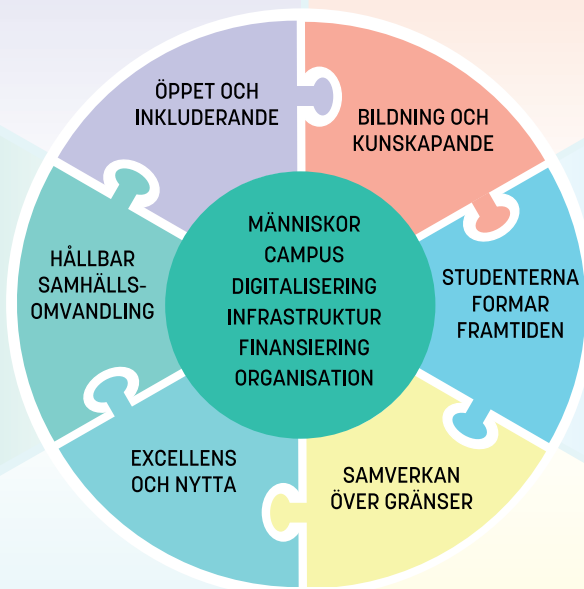 ÖPPET OCH
INKLUDERANDE
BILDNING OCH
KUNSKAPANDE
STUDENTERNA
FORMAR
FRAMTIDEN
SAMVERKAN
ÖVER GRÄNSER
EXCELLENS
OCH NYTTA
HÅLLBAR
SAMHÄLLS-
OMVANDLING
MÄNNISKOR
CAMPUS
DIGITALISERING
INFRASTRUKTUR
FINANSIERING
ORGANISATION